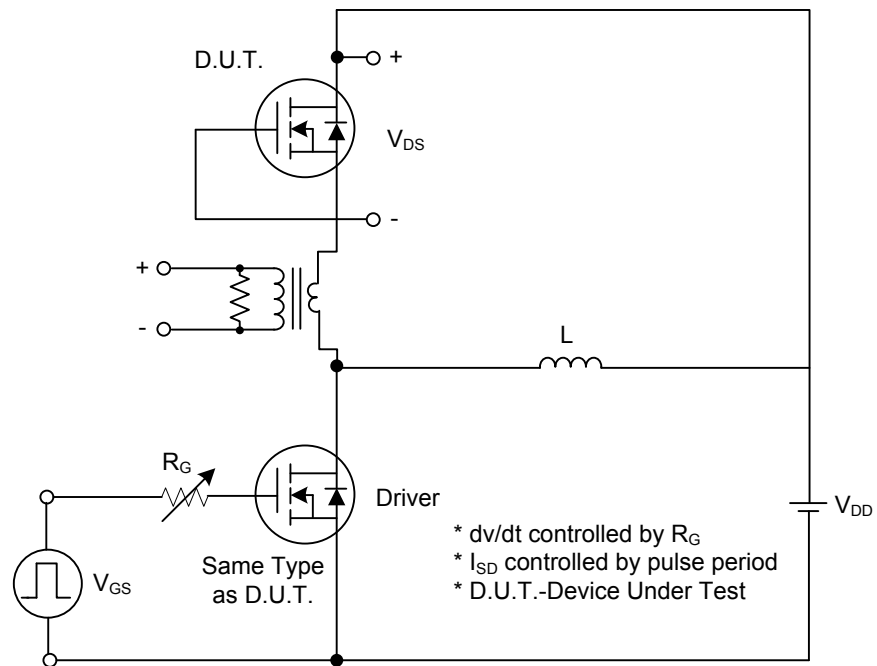 D.U.T.
+
V_DS
-
+
-
L
R_G
Driver
V_DD
V_GS
Same Type
as D.U.T.
* dv/dt controlled by R_G
* I_SD controlled by pulse period
* D.U.T.-Device Under Test